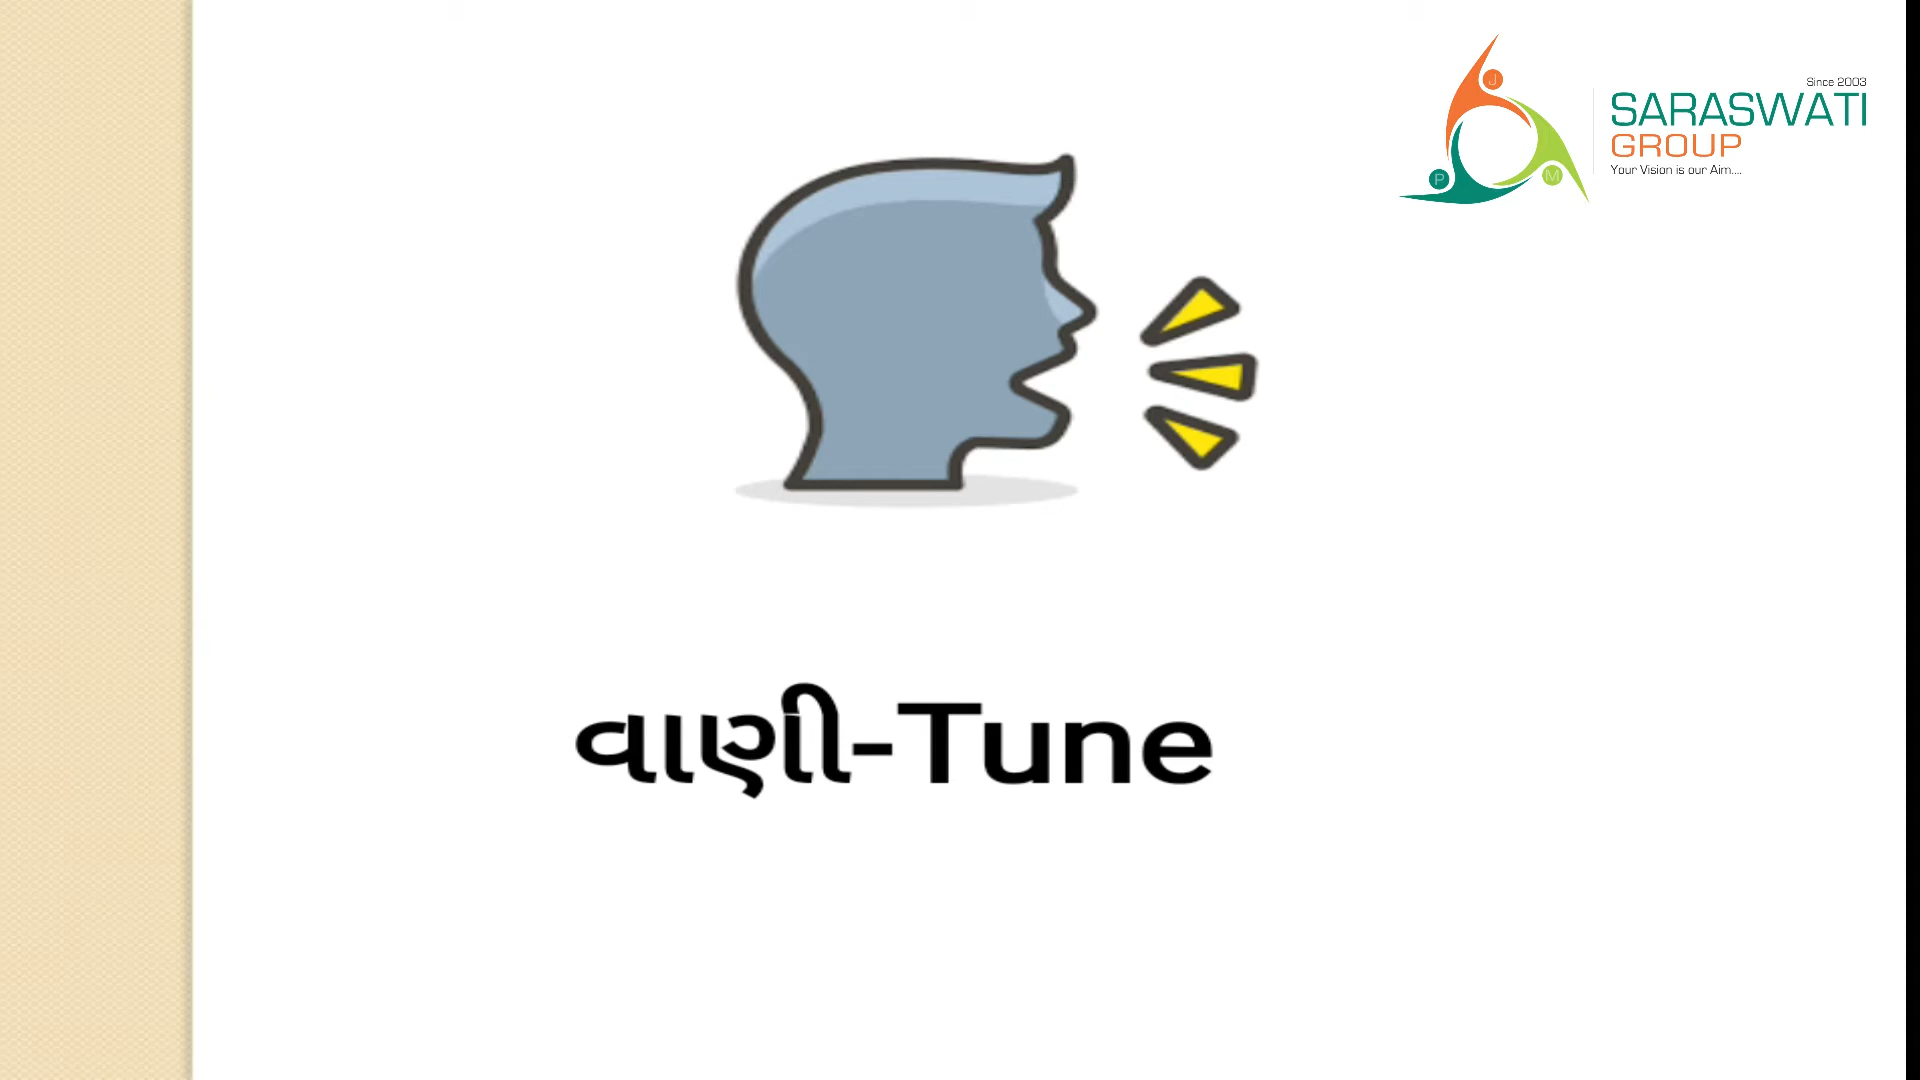 J
P
M
Since 2003
SARASWATI
GROUP
Your Vision is our Aim....
વાણી-Tune